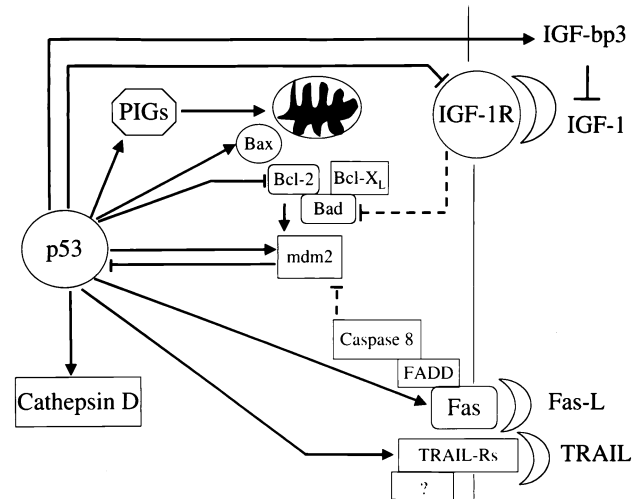 IGF-bp3
PIGs
IGF-1R
IGF-1
Bax
Bcl-2
Bcl-XL
Bad
p53
mdm2
Caspase 8
FADD
Cathepsin D
Fas
Fas-L
TRAIL-Rs
TRAIL
?